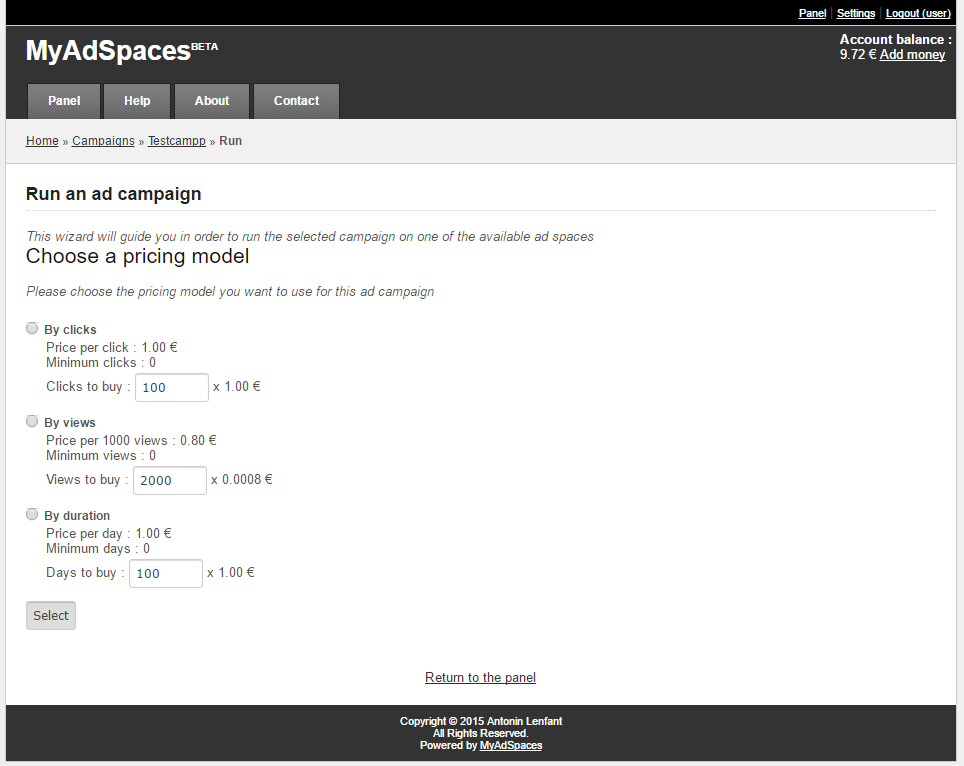 Panel Settings Logout (user)
MyAdSpacesBETA
Account balance :
9.72 € Add money
Panel Help About Contact
Home » Campaigns » Testcampp » Run
Run an ad campaign
This wizard will guide you in order to run the selected campaign on one of the available ad spaces
Choose a pricing model
Please choose the pricing model you want to use for this ad campaign
By clicks
Price per click : 1.00 €
Minimum clicks : 0
Clicks to buy : 100 x 1.00 €
By views
Price per 1000 views : 0.80 €
Minimum views : 0
Views to buy : 2000 x 0.0008 €
By duration
Price per day : 1.00 €
Minimum days : 0
Days to buy : 100 x 1.00 €
Select
Return to the panel
Copyright © 2015 Antonin Lenfant
All Rights Reserved.
Powered by MyAdSpaces